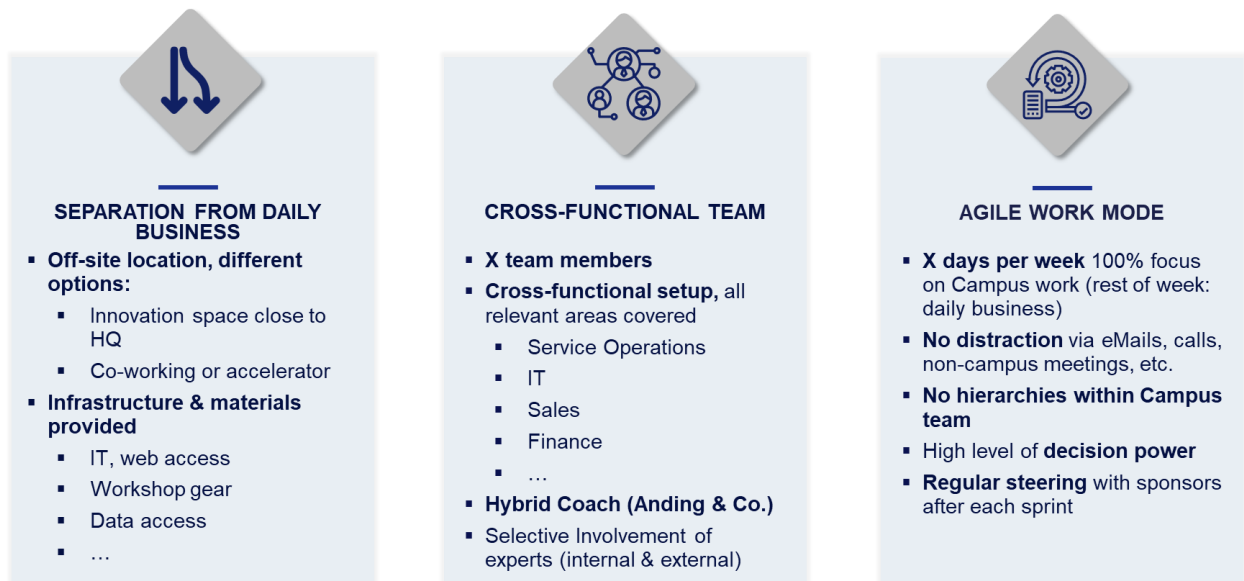 SEPARATION FROM DAILY
BUSINESS
▪ Off-site location, different
options:
▪ Innovation space close to
HQ
▪ Co-working or accelerator
▪ Infrastructure & materials
provided
▪ IT, web access
▪ Workshop gear
▪ Data access
▪ …
CROSS-FUNCTIONAL TEAM
▪ X team members
▪ Cross-functional setup, all
relevant areas covered
▪ Service Operations
▪ IT
▪ Sales
▪ Finance
▪ …
▪ Hybrid Coach (Anding & Co.)
▪ Selective Involvement of
experts (internal & external)
AGILE WORK MODE
▪ X days per week 100% focus
on Campus work (rest of week:
daily business)
▪ No distraction via eMails, calls,
non-campus meetings, etc.
▪ No hierarchies within Campus
team
▪ High level of decision power
▪ Regular steering with sponsors
after each sprint